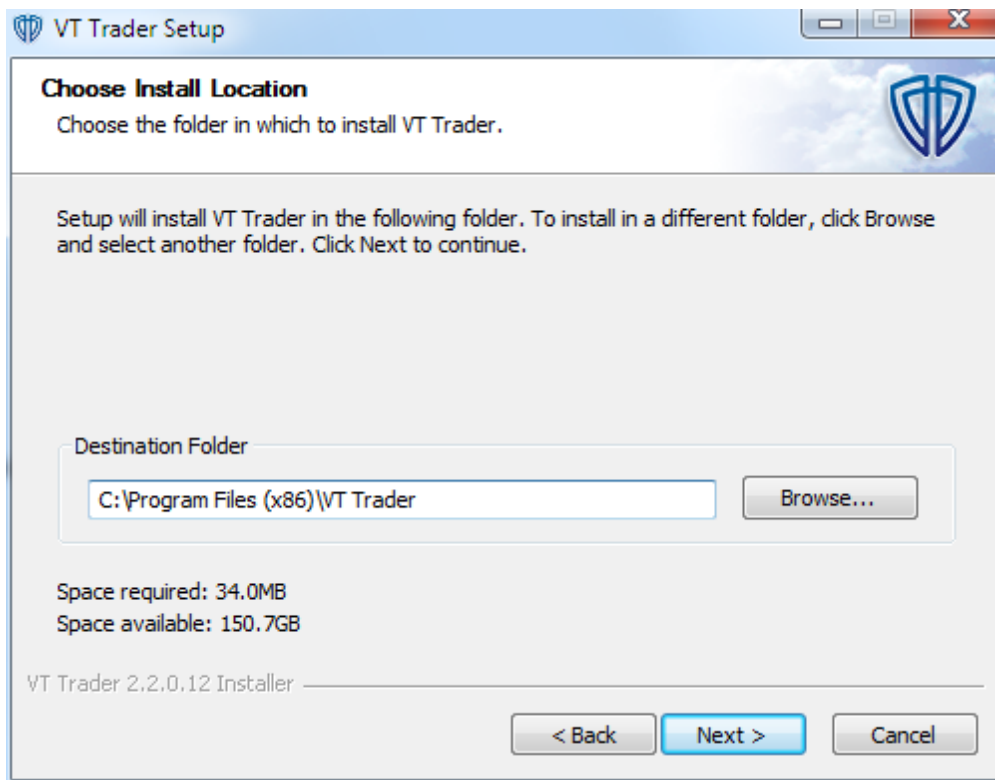 VT Trader Setup
Choose Install Location
Choose the folder in which to install VT Trader.
Setup will install VT Trader in the following folder. To install in a different folder, click Browse
and select another folder. Click Next to continue.
Destination Folder
C:\Program Files (x86)\VT Trader
Browse...
Space required: 34.0MB
Space available: 150.7GB
VT Trader 2.2.0.12 Installer
< Back Next > Cancel